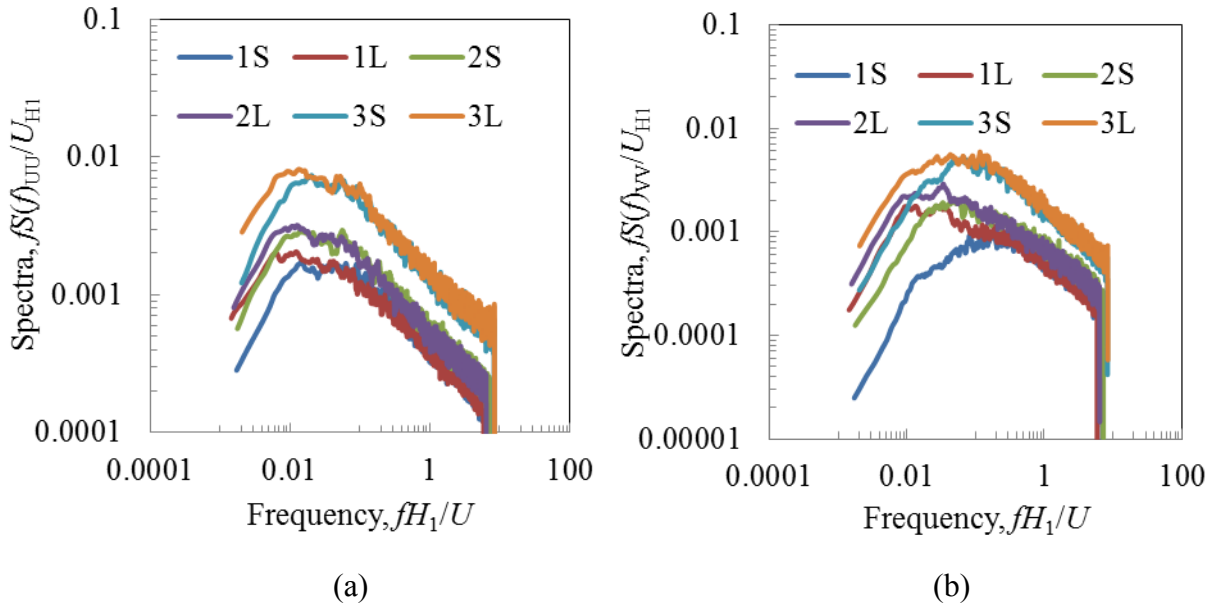 0.1
0.01
0.001
0.0001
1S 1L 2S
2L 3S 3L
Spectra, fS(f)UU/UH1
0.0001 0.01 1 100
Frequency, fH1/U
(a)
0.1
0.01
0.001
0.0001
0.00001
1S 1L 2S
2L 3S 3L
Spectra, fS(f)VV/UH1
0.0001 0.01 1 100
Frequency, fH1/U
(b)